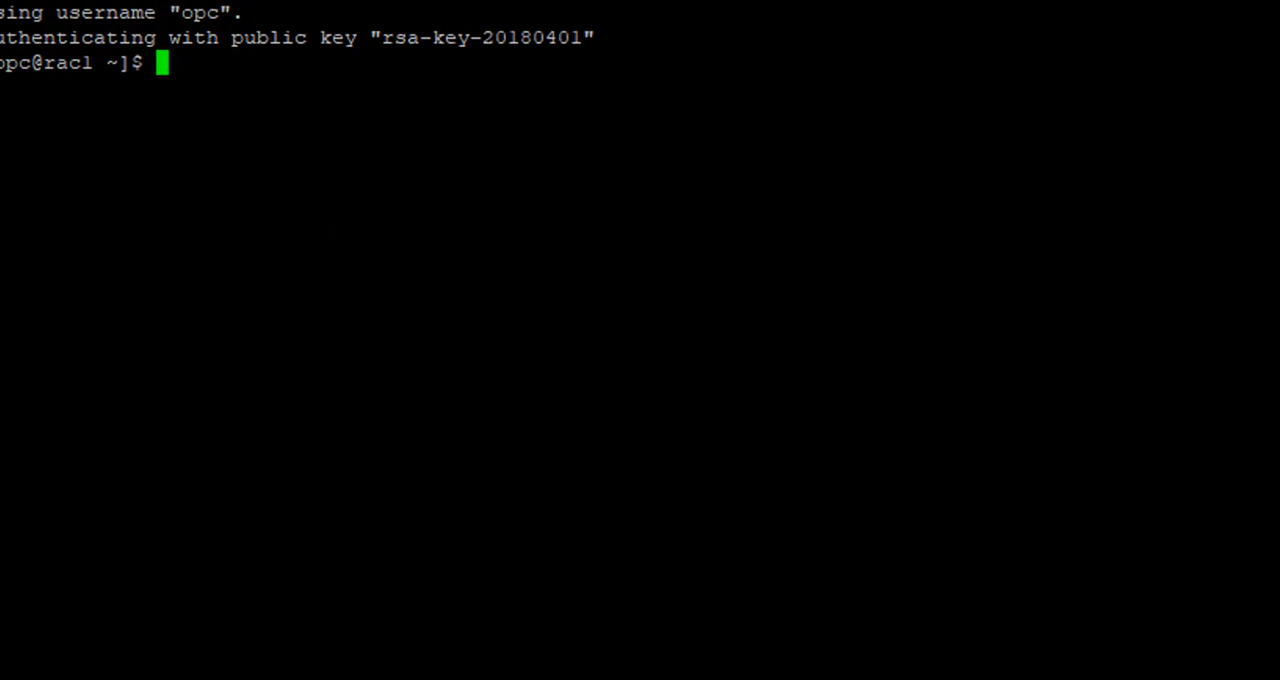 sing username "opc".
uthenticating with public key "rsa-key-20180401"
opc@rac1 ~]$